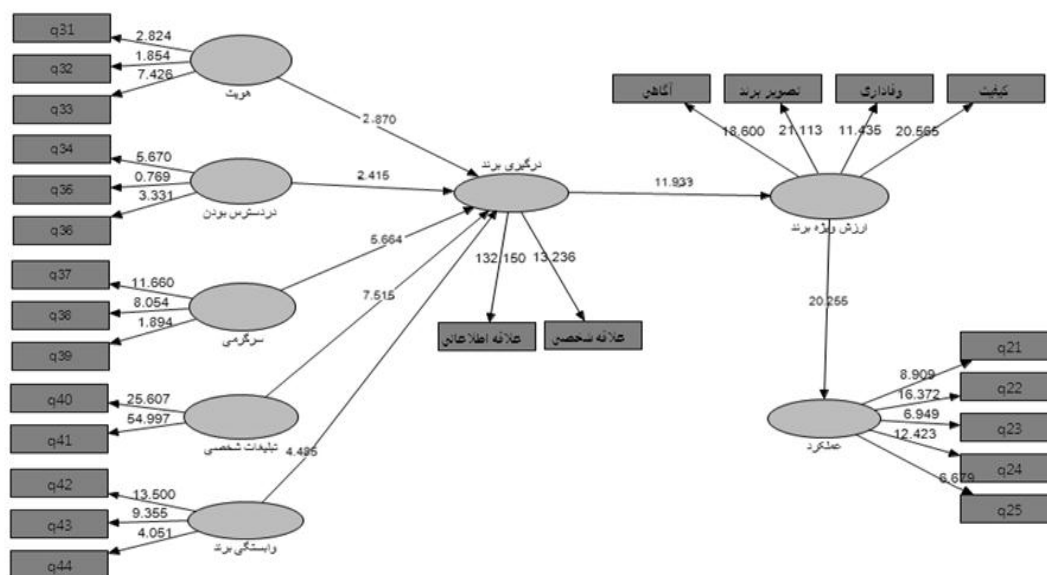 q31
2.824
q32
1.854
q33
7.426
هویت
2.870
q34
5.670
q36
0.769
q36
3.331
دردسترس بودن
2.415
q37
11.660
q38
8.054
q39
1.894
سرگرمی
5.664
q40
25.607
q41
54.997
تبلیغات شخصی
7.515
q42
13.500
q43
9.355
q44
4.051
وابستگی برند
4.485
درگیری برند
132.150
13.236
علاقه اطلاعاتی
علاقه شخصی
11.933
آگاهی
تصویر برند
وفاداری
کیفیت
18.600
21.113
11.435
20.565
ارزش ویژه برند
20.255
عملکرد
q21
8.909
q22
16.372
q23
6.949
q24
12.423
q25
6.679